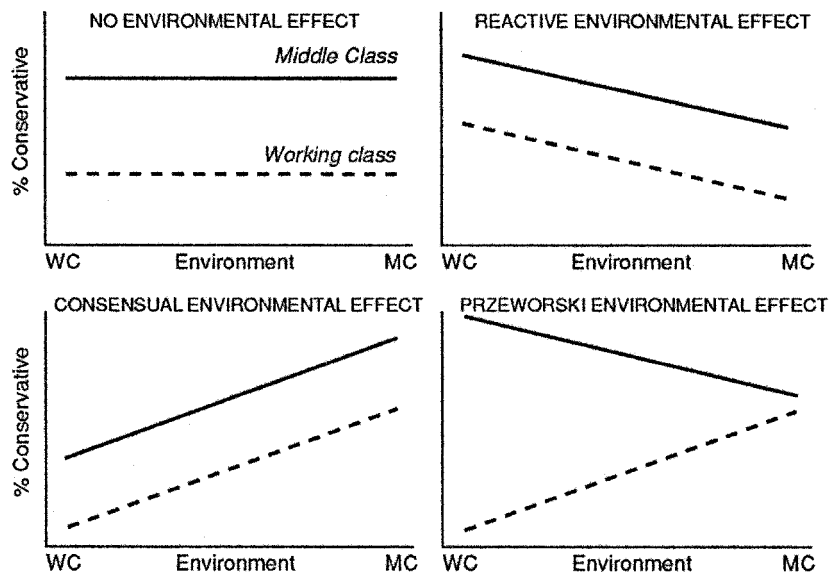 NO ENVIRONMENTAL EFFECT
Middle Class
Working class
% Conservative
WC Environment MC
REACTIVE ENVIRONMENTAL EFFECT
WC Environment MC
CONSENSUAL ENVIRONMENTAL EFFECT
% Conservative
WC Environment MC
PRZEWORSKI ENVIRONMENTAL EFFECT
WC Environment MC